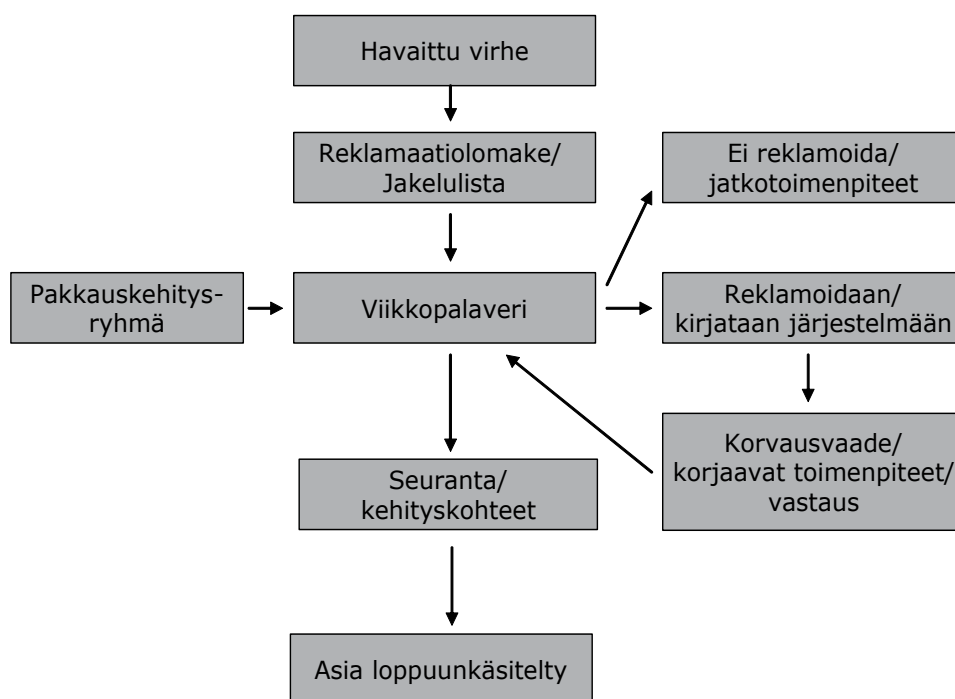 Havaittu virhe
Reklamaatiolomake/
Jakelulista
Ei reklamoida/
jatkotoimenpiteet
Pakkauskehitys-
ryhmä
Viikkopalaveri
Reklamoidaan/
kirjataan järjestelmään
Korvausvaade/
korjaavat toimenpiteet/
vastaus
Seuranta/
kehityskohteet
Asia loppuunkäsitelty